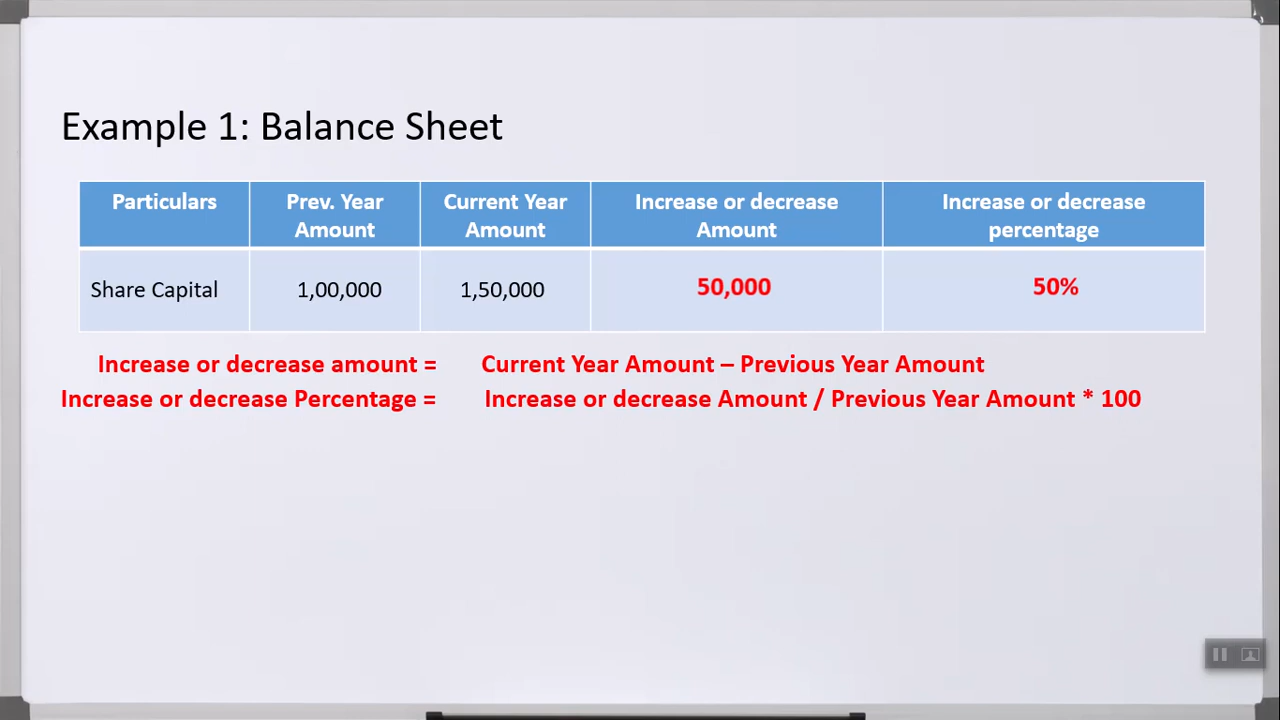 Example 1: Balance Sheet
Particulars
Prev. Year Amount
Current Year Amount
Increase or decrease Amount
Increase or decrease percentage
Share Capital
1,00,000
1,50,000
50,000
50%
Increase or decrease amount = Current Year Amount – Previous Year Amount
Increase or decrease Percentage = Increase or decrease Amount / Previous Year Amount * 100